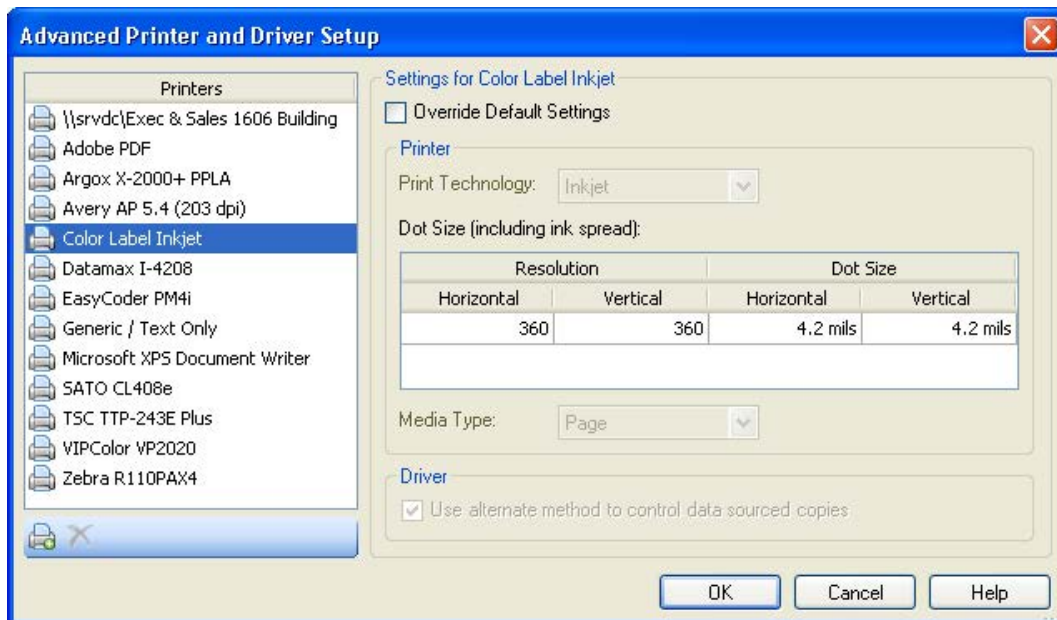 Advanced Printer and Driver Setup
Printers
\\srvdc\Exec & Sales 1606 Building
Adobe PDF
Argox X-2000+ PPLA
Avery AP 5.4 (203 dpi)
Color Label Inkjet
Datamax I-4208
EasyCoder PM4i
Generic / Text Only
Microsoft XPS Document Writer
SATO CL408e
TSC TTP-243E Plus
VIPColor VP2020
Zebra R110PAX4
Settings for Color Label Inkjet
Override Default Settings
Printer
Print Technology: Inkjet
Dot Size (including ink spread):
Resolution Dot Size
Horizontal Vertical Horizontal Vertical
360 360 4.2 mils 4.2 mils
Media Type: Page
Driver
Use alternate method to control data sourced copies
OK Cancel Help